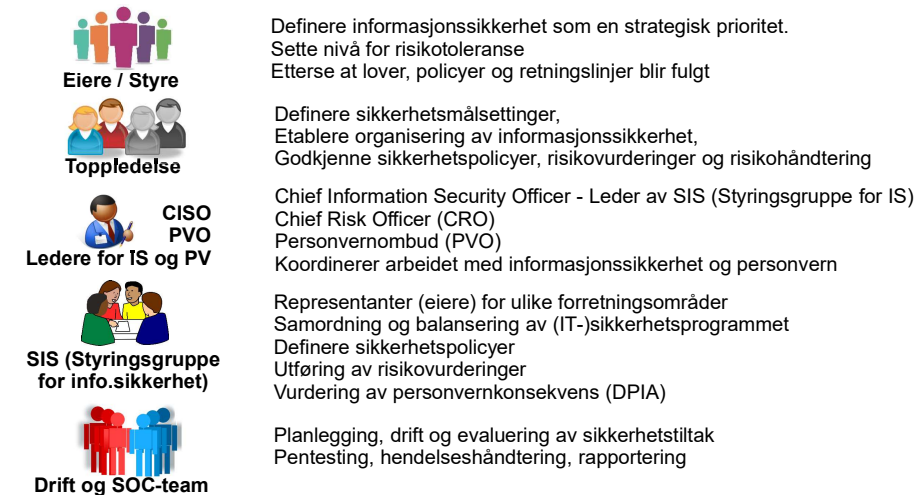 Definere informasjonssikkerhet som en strategisk prioritet.
Sette nivå for risikotoleranse
Etterse at lover, policyer og retningslinjer blir fulgt
Eiere / Styre
Definere sikkerhetsmålsettinger,
Etablere organisering av informasjonssikkerhet,
Godkjenne sikkerhetspolicyer, risikovurderinger og risikohåndtering
Toppledelse
CISO
PVO
Ledere for IS og PV
Chief Information Security Officer - Leder av SIS (Styringsgruppe for IS)
Chief Risk Officer (CRO)
Personvernombud (PVO)
Koordinerer arbeidet med informasjonssikkerhet og personvern
SIS (Styringsgruppe
for info.sikkerhet)
Representanter (eiere) for ulike forretningsområder
Samordning og balansering av (IT-)sikkerhetsprogrammet
Definere sikkerhetspolicyer
Utføring av risikovurderinger
Vurdering av personvernkonsekvens (DPIA)
Planlegging, drift og evaluering av sikkerhetstiltak
Pentesting, hendelseshåndtering, rapportering
Drift og SOC-team